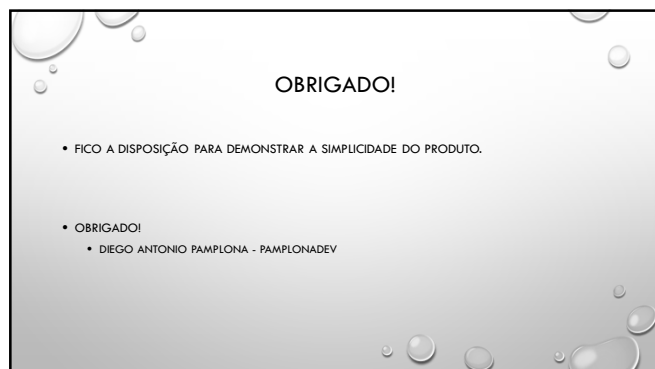 OBRIGADO!
• FICO A DISPOSIÇÃO PARA DEMONSTRAR A SIMPLICIDADE DO PRODUTO.
• OBRIGADO!
• DIEGO ANTONIO PAMPLONA - PAMPLONADEV